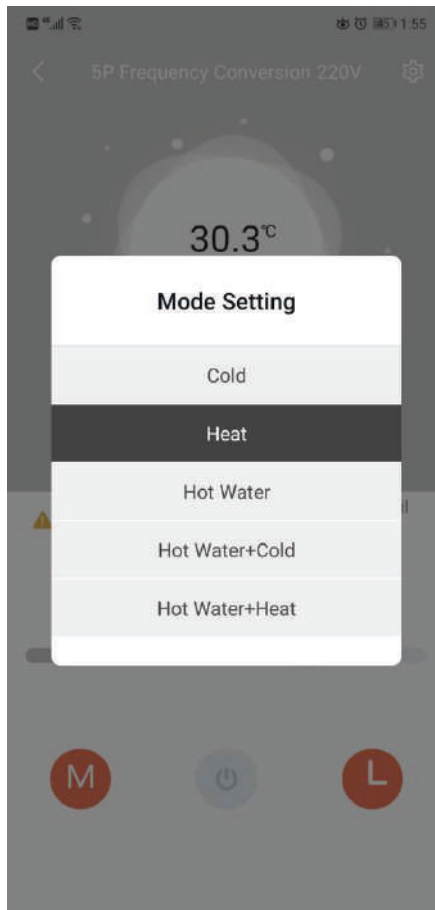 1:55
5P Frequency Conversion 220V
30.3℃
Mode Setting
Cold
Heat
Hot Water
Hot Water+Cold
Hot Water+Heat
M
L